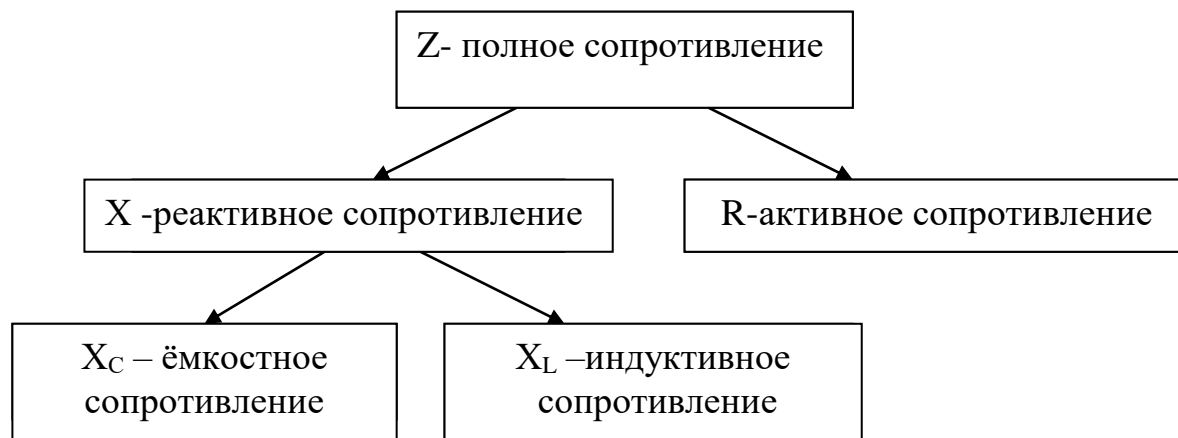 Z- полное сопротивление
X -реактивное сопротивление
R-активное сопротивление
X_C – ёмкостное
сопротивление
X_L –индуктивное
сопротивление